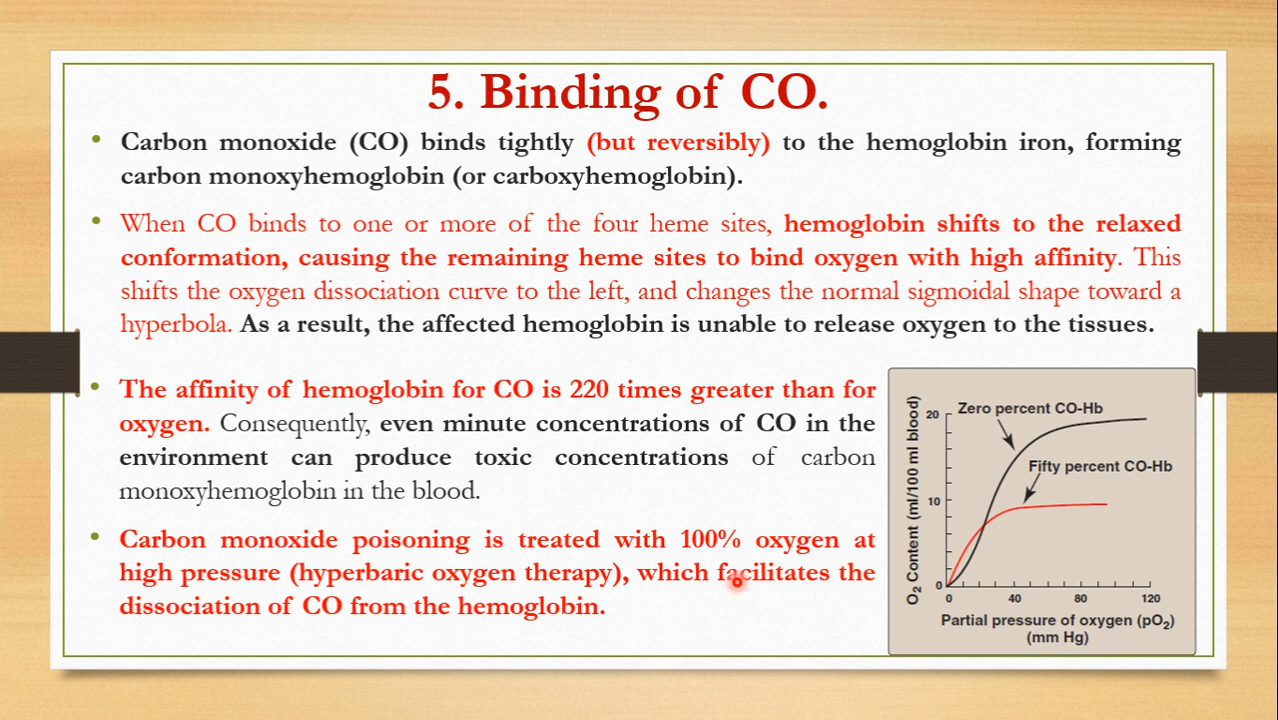 5. Binding of CO.
• Carbon monoxide (CO) binds tightly (but reversibly) to the hemoglobin iron, forming
carbon monoxyhemoglobin (or carboxyhemoglobin).
• When CO binds to one or more of the four heme sites, hemoglobin shifts to the relaxed
conformation, causing the remaining heme sites to bind oxygen with high affinity. This
shifts the oxygen dissociation curve to the left, and changes the normal sigmoidal shape toward a
hyperbola. As a result, the affected hemoglobin is unable to release oxygen to the tissues.
• The affinity of hemoglobin for CO is 220 times greater than for
oxygen. Consequently, even minute concentrations of CO in the
environment can produce toxic concentrations of carbon
monoxyhemoglobin in the blood.
• Carbon monoxide poisoning is treated with 100% oxygen at
high pressure (hyperbaric oxygen therapy), which facilitates the
dissociation of CO from the hemoglobin.
O2 Content (ml/100 ml blood)
20
10
0
Zero percent CO-Hb
Fifty percent CO-Hb
0 40 80 120
Partial pressure of oxygen (pO2)
(mm Hg)